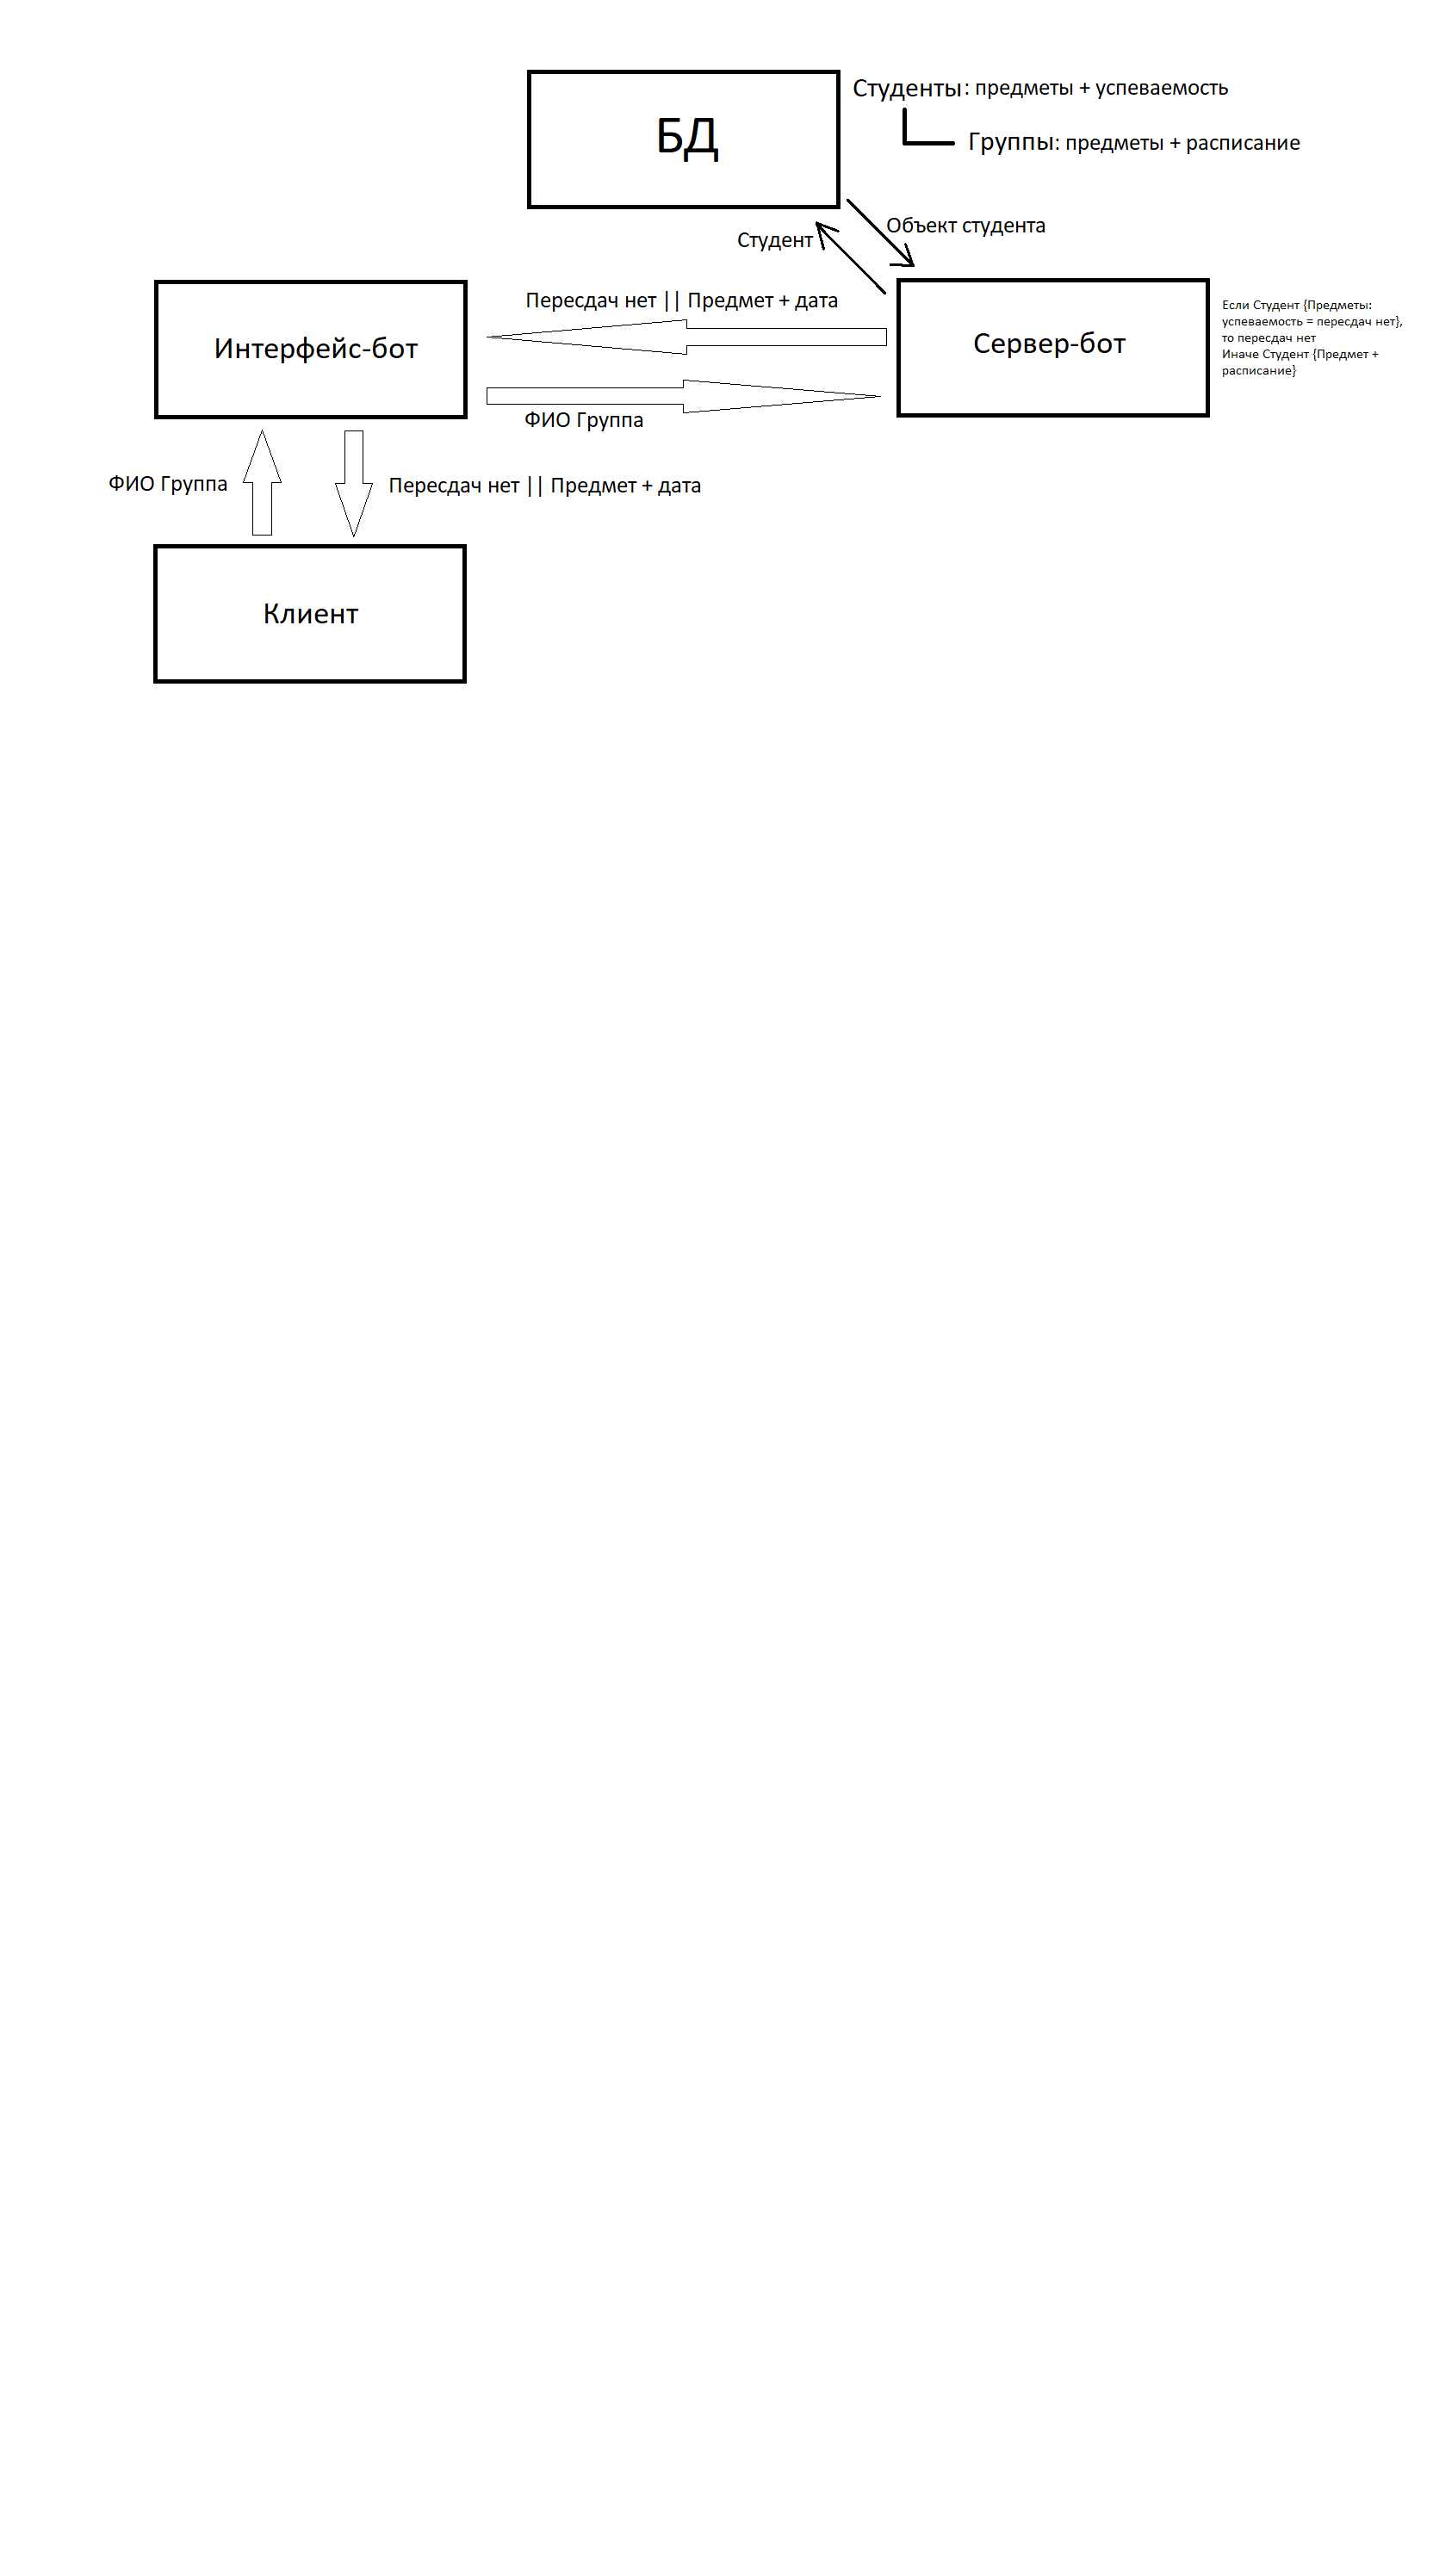 БД
Студенты: предметы + успеваемость
Группы: предметы + расписание
Объект студента
Студент
Пересдач нет || Предмет + дата
Интерфейс-бот
Сервер-бот
Если Студент {Предметы:
успеваемость = пересдач нет},
то пересдач нет
Иначе Студент {Предмет +
расписание}
ФИО Группа
ФИО Группа
Пересдач нет || Предмет + дата
Клиент